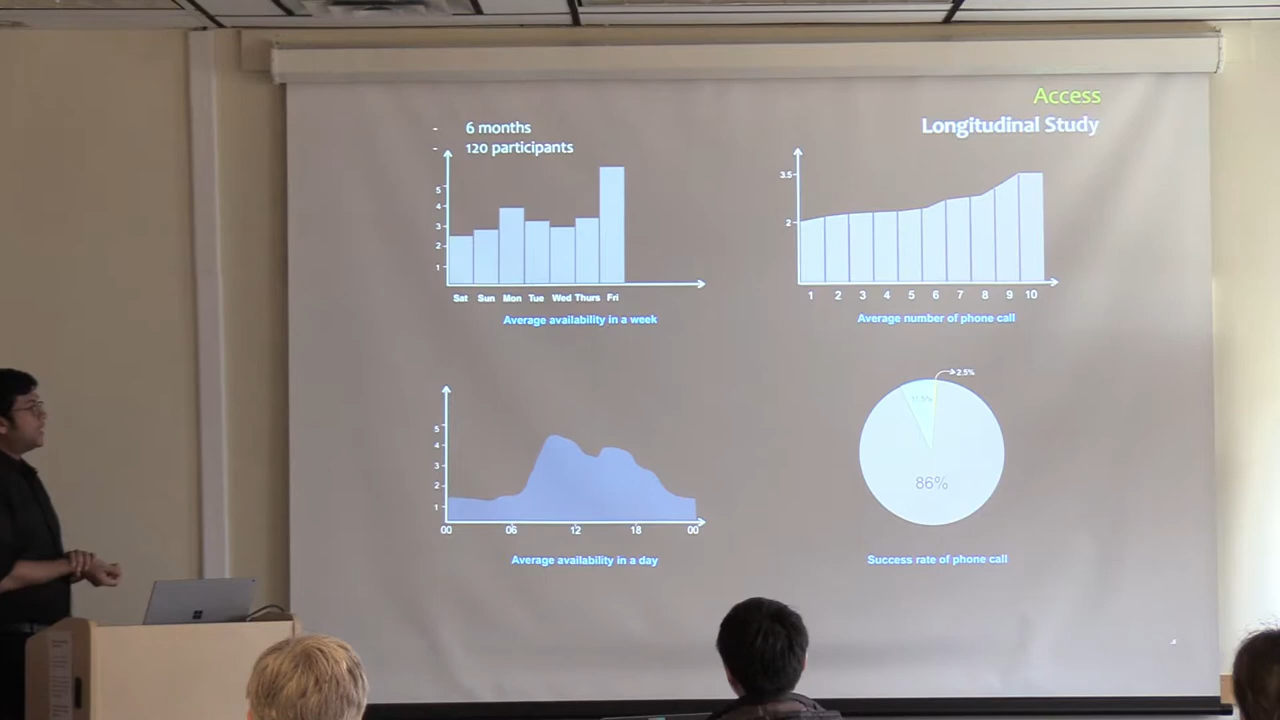 Access
Longitudinal Study
- 6 months
- 120 participants
5
4
3
2
1
Sat Sun Mon Tue Wed Thurs Fri
Average availability in a week
3.5
2
1 2 3 4 5 6 7 8 9 10
Average number of phone call
5
4
3
2
1
00 06 12 18 00
Average availability in a day
2.5%
11.5%
86%
Success rate of phone call